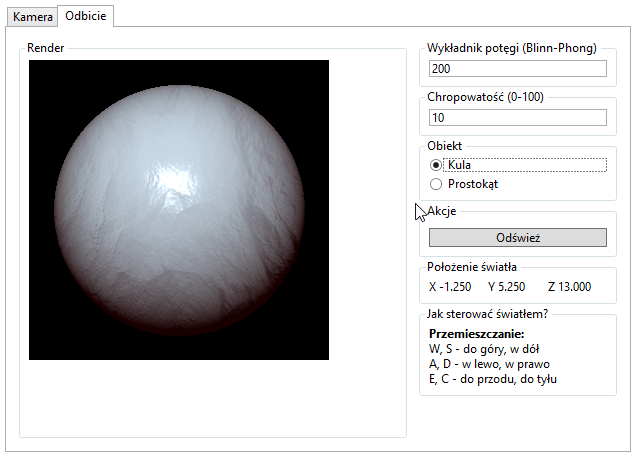 Kamera
Odbicie
Render
Wykładnik potęgi (Blinn-Phong)
200
Chropowatość (0-100)
10
Obiekt
Kula
Prostokąt
Akcje
Odśwież
Położenie światła
X -1.250 Y 5.250 Z 13.000
Jak sterować światłem?
Przemieszczanie:
W, S - do góry, w dół
A, D - w lewo, w prawo
E, C - do przodu, do tyłu